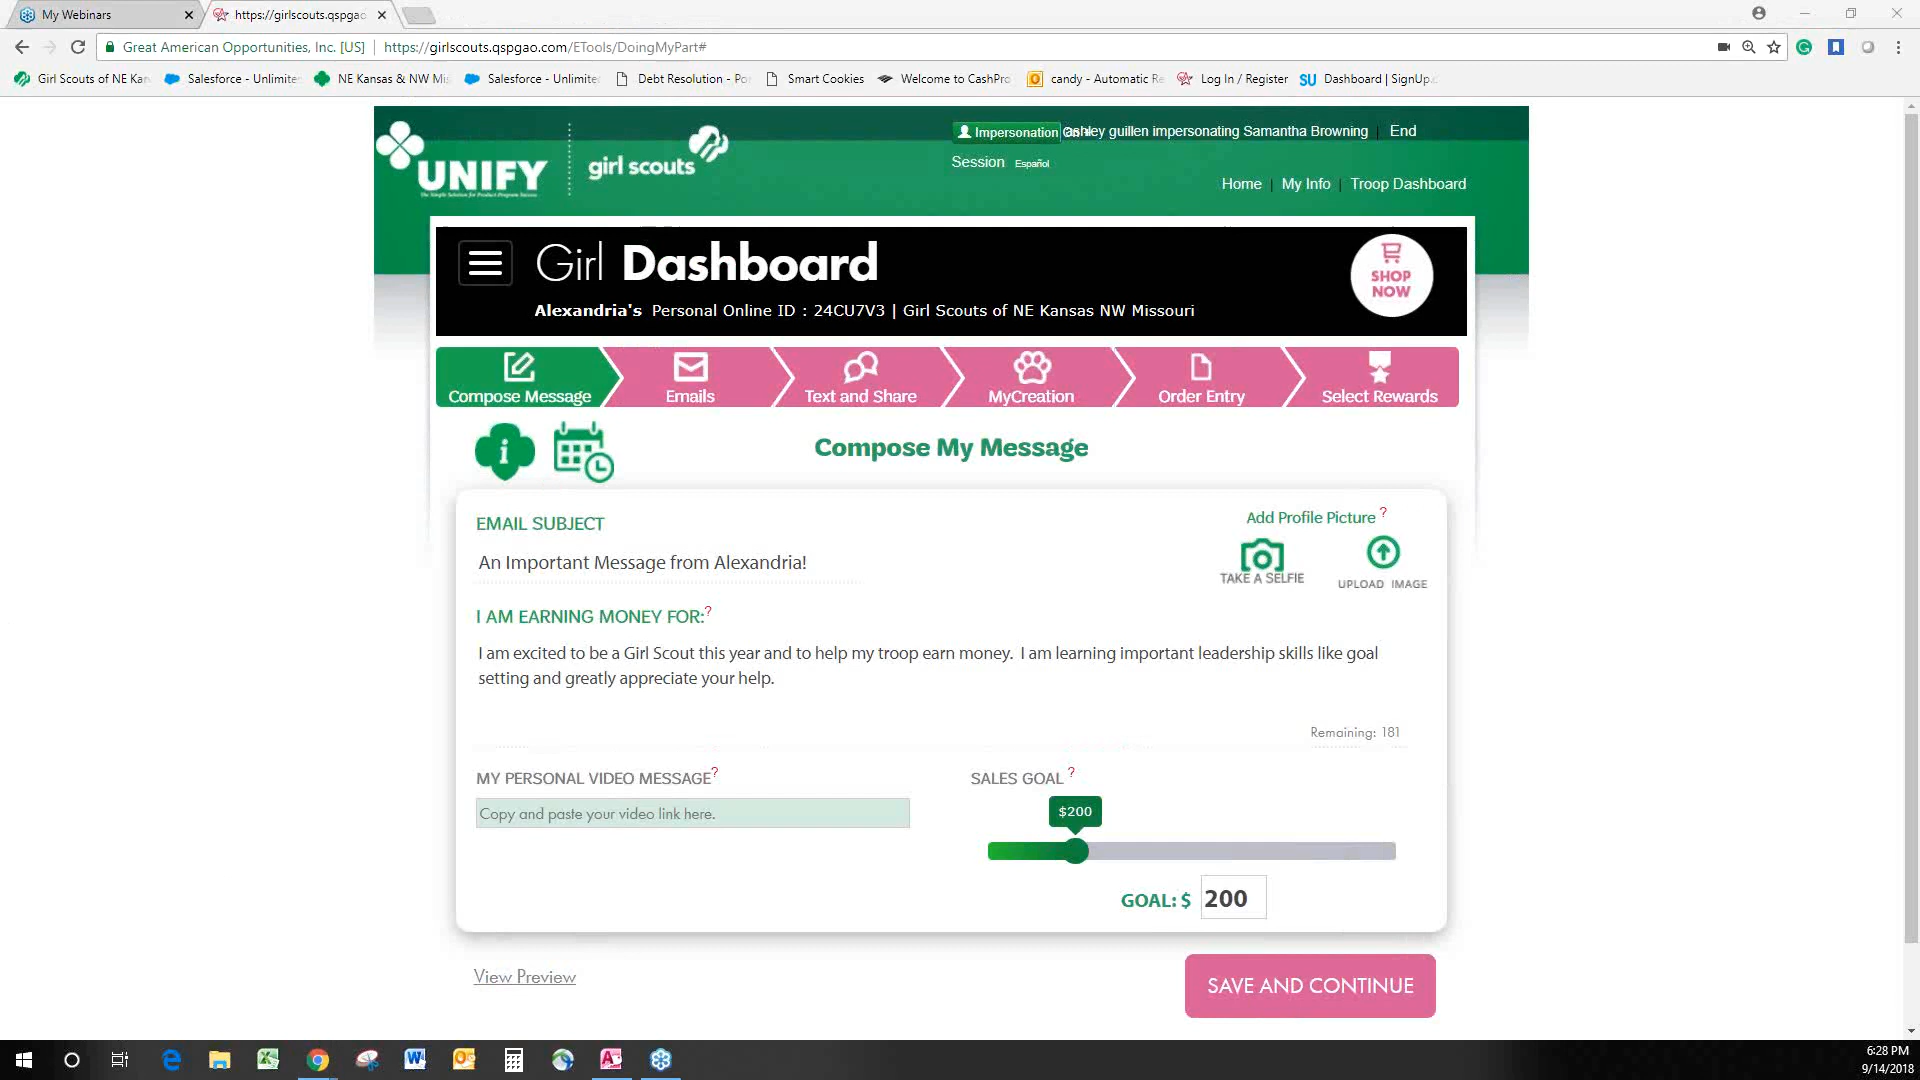 My Webinars
https://girlscouts.qspgao
Great American Opportunities, Inc. [US] | https://girlscouts.qspgao.com/ETools/DoingMyPart#
Girl Scouts of NE Kan
Salesforce - Unlimite
NE Kansas & NW Mis
Salesforce - Unlimite
Debt Resolution - Po
Smart Cookies
Welcome to CashPro
candy - Automatic Re
Log In / Register
SU Dashboard | SignUp.
UNIFY
girl scouts
Impersonation
ashley guillen impersonating Samantha Browning | End
Session Español
Home | My Info | Troop Dashboard
Girl Dashboard
SHOP
NOW
Alexandria's Personal Online ID : 24CU7V3 | Girl Scouts of NE Kansas NW Missouri
Compose Message
Emails
Text and Share
MyCreation
Order Entry
Select Rewards
i
Compose My Message
EMAIL SUBJECT
Add Profile Picture ?
An Important Message from Alexandria!
TAKE A SELFIE
UPLOAD IMAGE
I AM EARNING MONEY FOR:?
I am excited to be a Girl Scout this year and to help my troop earn money. I am learning important leadership skills like goal
setting and greatly appreciate your help.
Remaining: 181
MY PERSONAL VIDEO MESSAGE?
SALES GOAL ?
Copy and paste your video link here.
$200
GOAL: $ 200
View Preview
SAVE AND CONTINUE
6:28 PM
9/14/2018